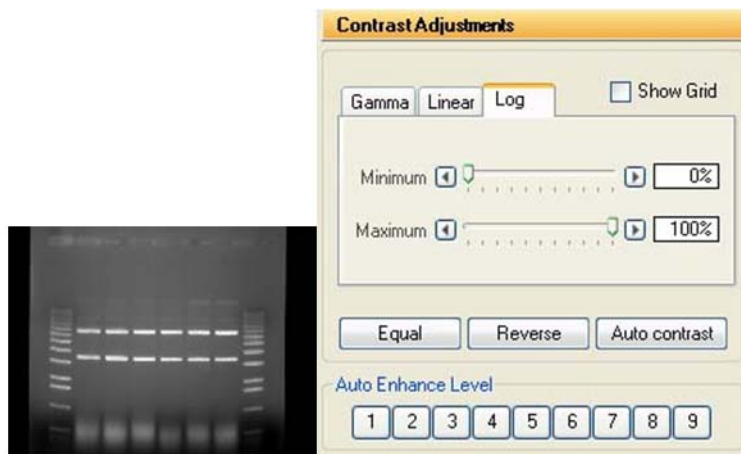 Contrast Adjustments
Gamma Linear Log Show Grid
Minimum 0%
Maximum 100%
Equal Reverse Auto contrast
Auto Enhance Level
1 2 3 4 5 6 7 8 9